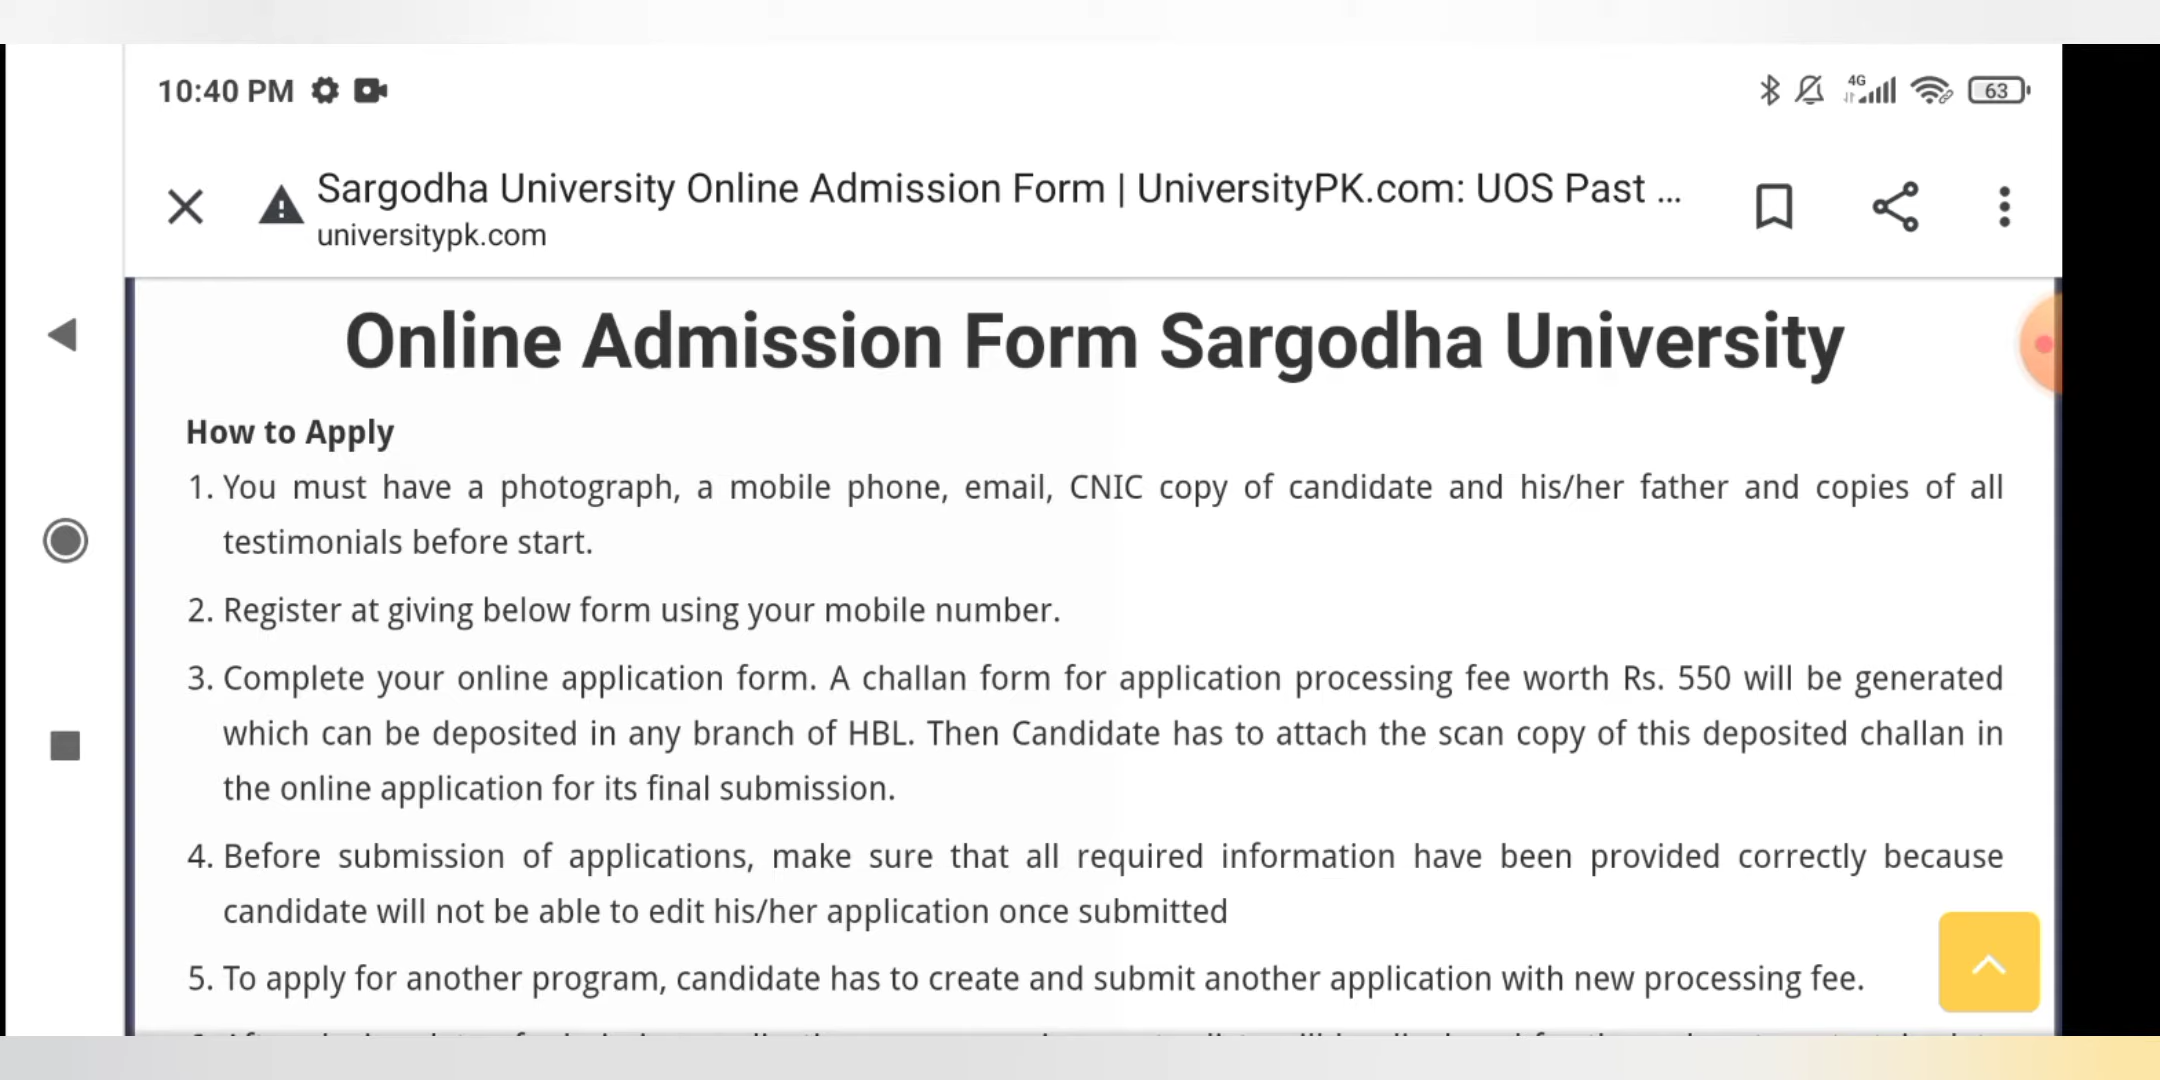 10:40 PM
4G
63
Sargodha University Online Admission Form | UniversityPK.com: UOS Past ...
universitypk.com
Online Admission Form Sargodha University
How to Apply
1. You must have a photograph, a mobile phone, email, CNIC copy of candidate and his/her father and copies of all
testimonials before start.
2. Register at giving below form using your mobile number.
3. Complete your online application form. A challan form for application processing fee worth Rs. 550 will be generated
which can be deposited in any branch of HBL. Then Candidate has to attach the scan copy of this deposited challan in
the online application for its final submission.
4. Before submission of applications, make sure that all required information have been provided correctly because
candidate will not be able to edit his/her application once submitted
5. To apply for another program, candidate has to create and submit another application with new processing fee.